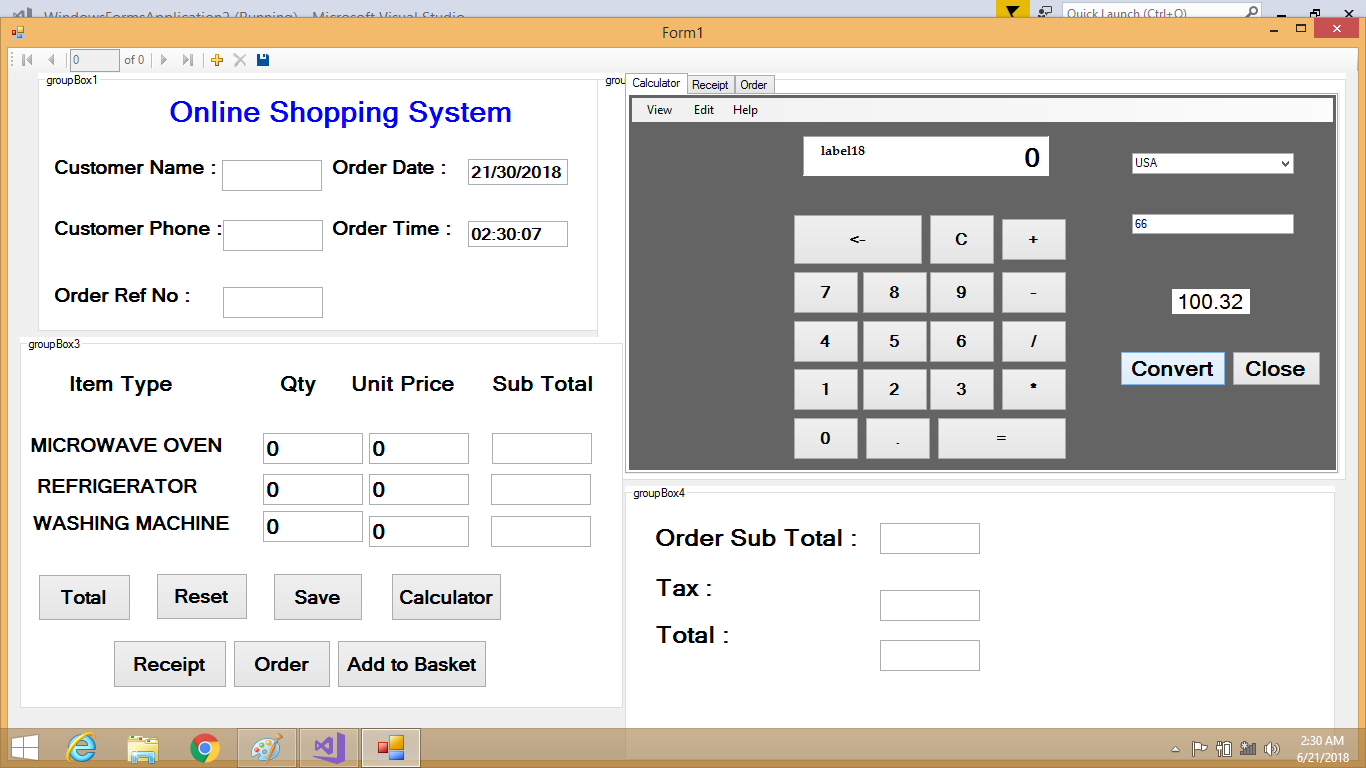 WindowsFormsApplication2 (Running) - Microsoft Visual Studio
Quick Launch (Ctrl+Q)
Form1
0 of 0
groupBox1
Online Shopping System
Customer Name : Order Date : 21/30/2018
Customer Phone : Order Time : 02:30:07
Order Ref No :
grou
Calculator Receipt Order
View Edit Help
label18 0
USA
66
100.32
Convert Close
<- C +
7 8 9 -
4 5 6 /
1 2 3 *
0 . =
groupBox3
Item Type Qty Unit Price Sub Total
MICROWAVE OVEN 0 0
REFRIGERATOR 0 0
WASHING MACHINE 0 0
Total Reset Save Calculator
Receipt Order Add to Basket
groupBox4
Order Sub Total :
Tax :
Total :
2:30 AM
6/21/2018